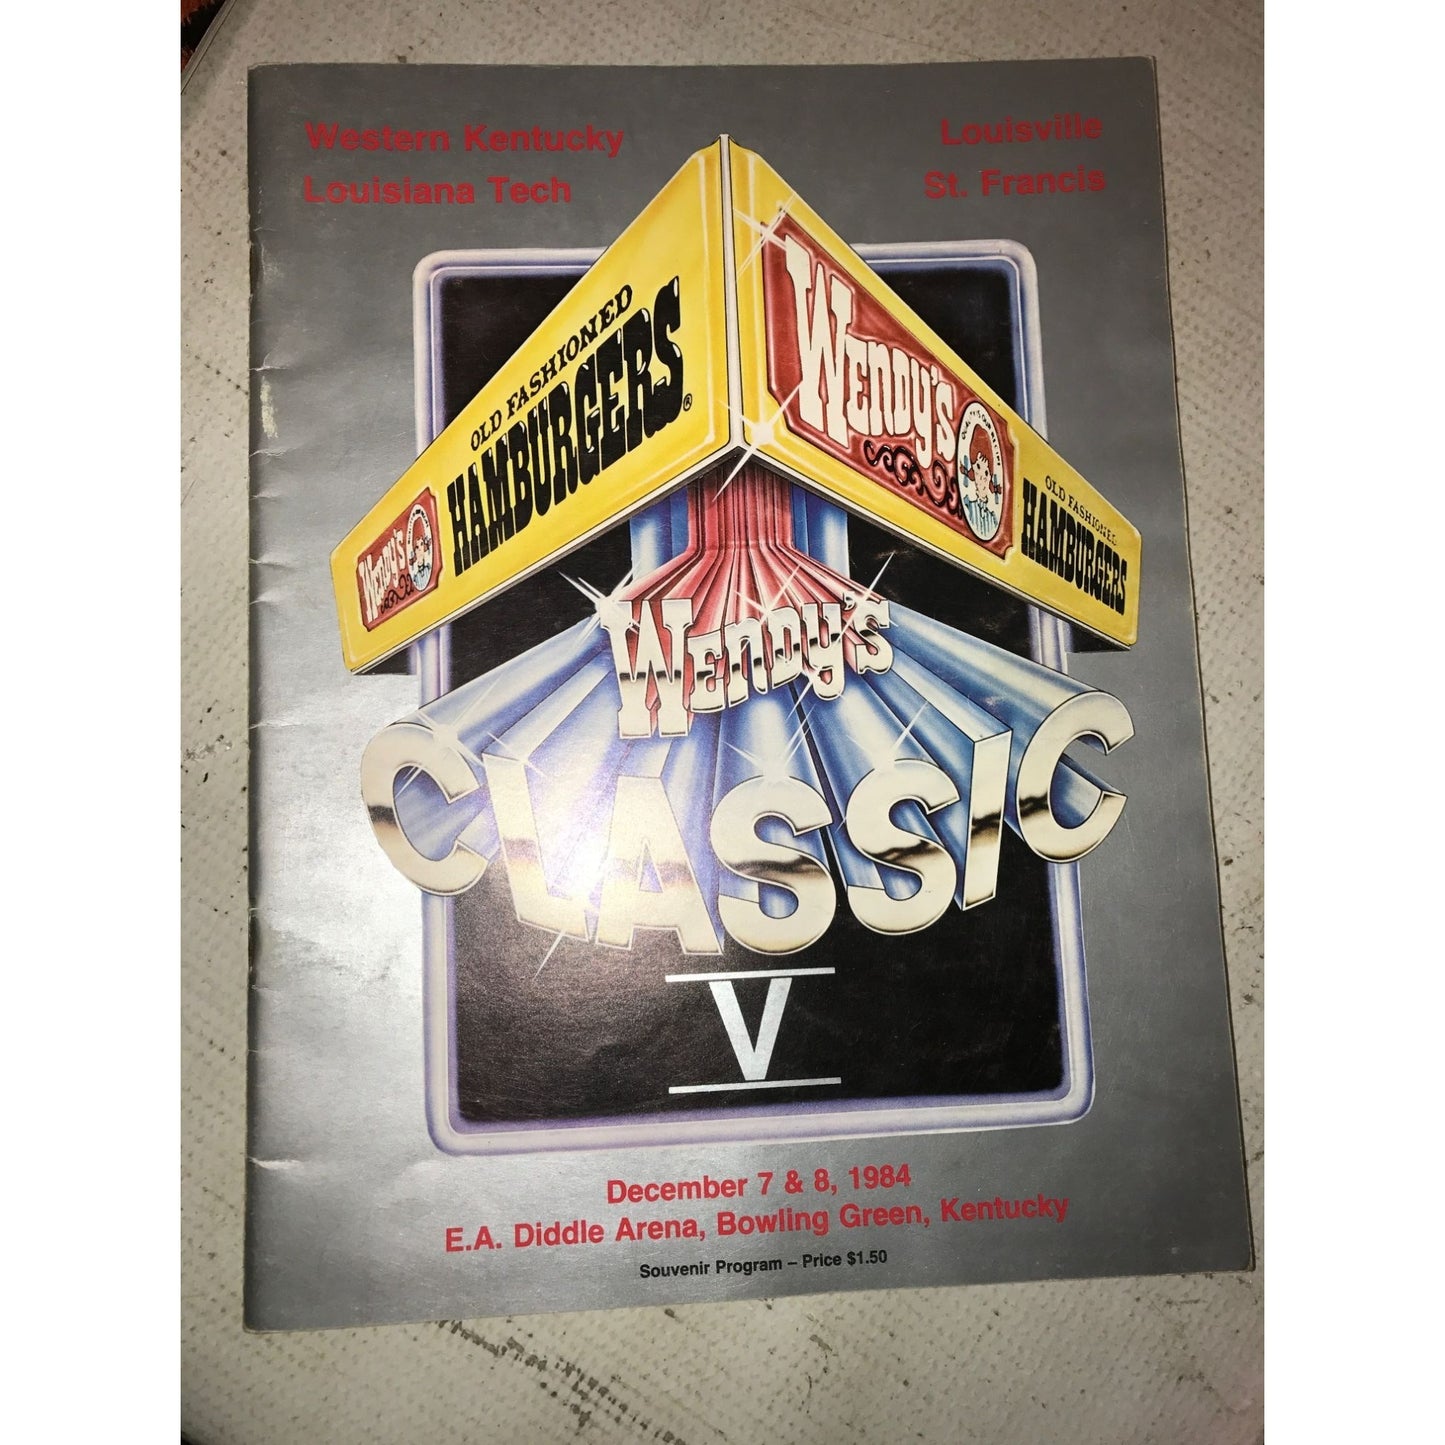 Western Kentucky
Louisiana Tech
Louisville
St. Francis
OLD FASHIONED
HAMBURGERS®
WENDY'S
WENDY'S
OLD FASHIONED
HAMBURGERS
WENDY'S
CLASSIC
V
December 7 & 8, 1984
E.A. Diddle Arena, Bowling Green, Kentucky
Souvenir Program – Price $1.50